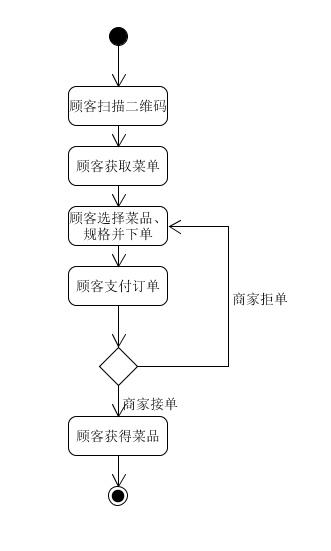 顾客扫描二维码
顾客获取菜单
顾客选择菜品、
规格并下单
顾客支付订单
商家拒单
商家接单
顾客获得菜品